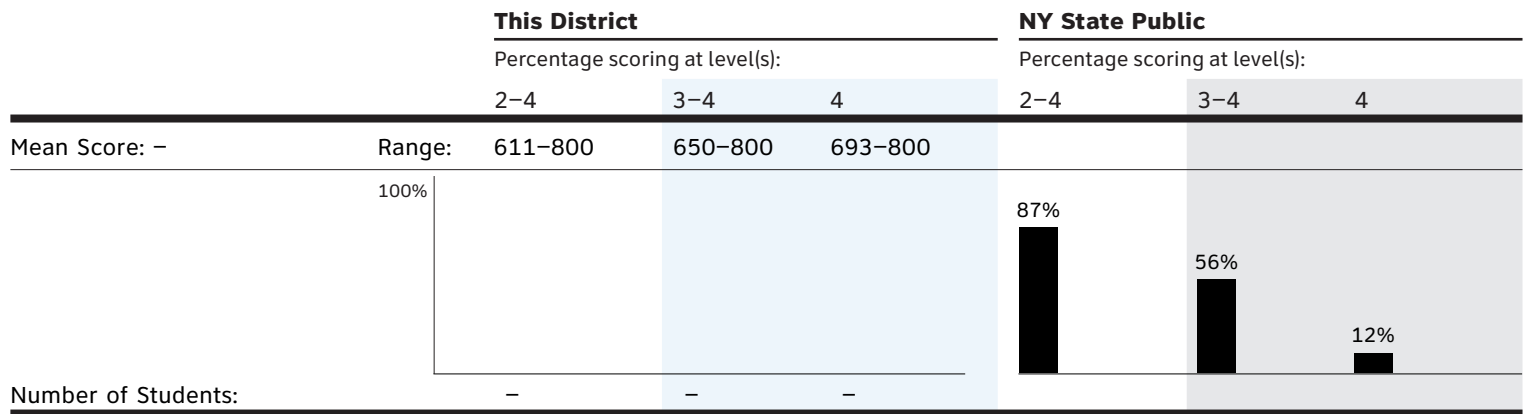 This District NY State Public
Percentage scoring at level(s): Percentage scoring at level(s):
2–4 3–4 4 2–4 3–4 4
Mean Score: – Range: 611–800 650–800 693–800
100%
87%
56%
12%
Number of Students: – – –